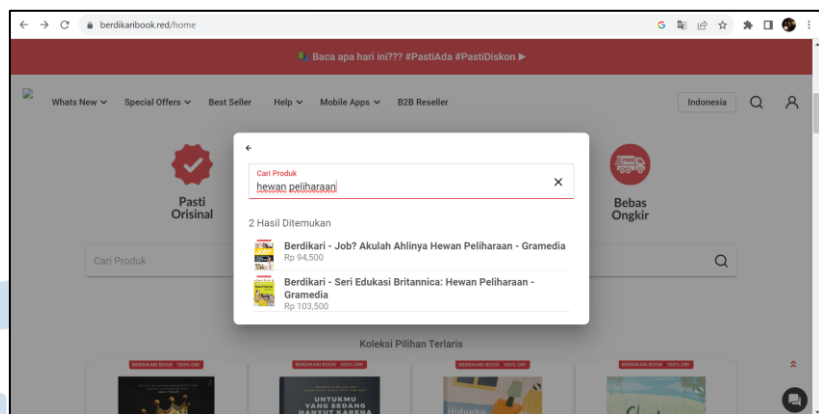 berdikaribook.red/home
Baca apa hari ini??? #PastiAda #PastiDiskon
Whats New Special Offers Best Seller Help Mobile Apps B2B Reseller Indonesia
Cari Produk
hewan peliharaan
2 Hasil Ditemukan
Berdikari - Job? Akulah Ahlinya Hewan Peliharaan - Gramedia
Rp 94,500
Berdikari - Seri Edukasi Britannica: Hewan Peliharaan -
Gramedia
Rp 103,500
Pasti
Orisinal
Bebas
Ongkir
Cari Produk
Koleksi Pilihan Terlaris
BERDIKARI BOOK 100% ORI
BERDIKARI BOOK 100% ORI
BERDIKARI BOOK 100% ORI
BERDIKARI BOOK 100% ORI
UNTUKMU
YANG SEDANG
HANYUT KARENA
Hidupku